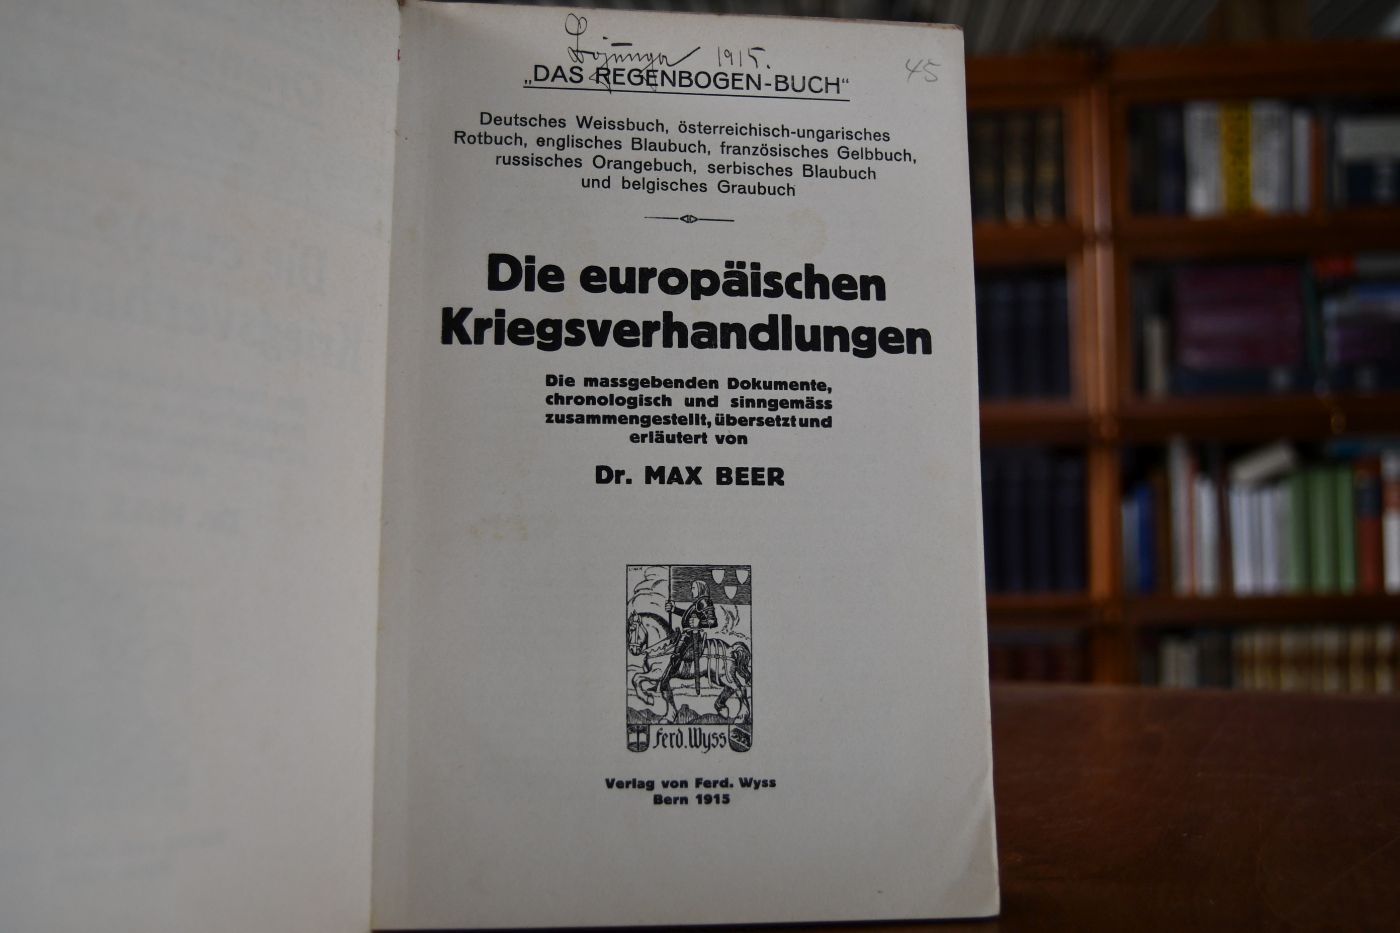 1915.
45
„DAS REGENBOGEN-BUCH“
Deutsches Weissbuch, österreichisch-ungarisches
Rotbuch, englisches Blaubuch, französisches Gelbbuch,
russisches Orangebuch, serbisches Blaubuch
und belgisches Graubuch
Die europäischen
Kriegsverhandlungen
Die massgebenden Dokumente,
chronologisch und sinngemäss
zusammengestellt, übersetzt und
erläutert von
Dr. MAX BEER
Ferd. Wyss
Verlag von Ferd. Wyss
Bern 1915